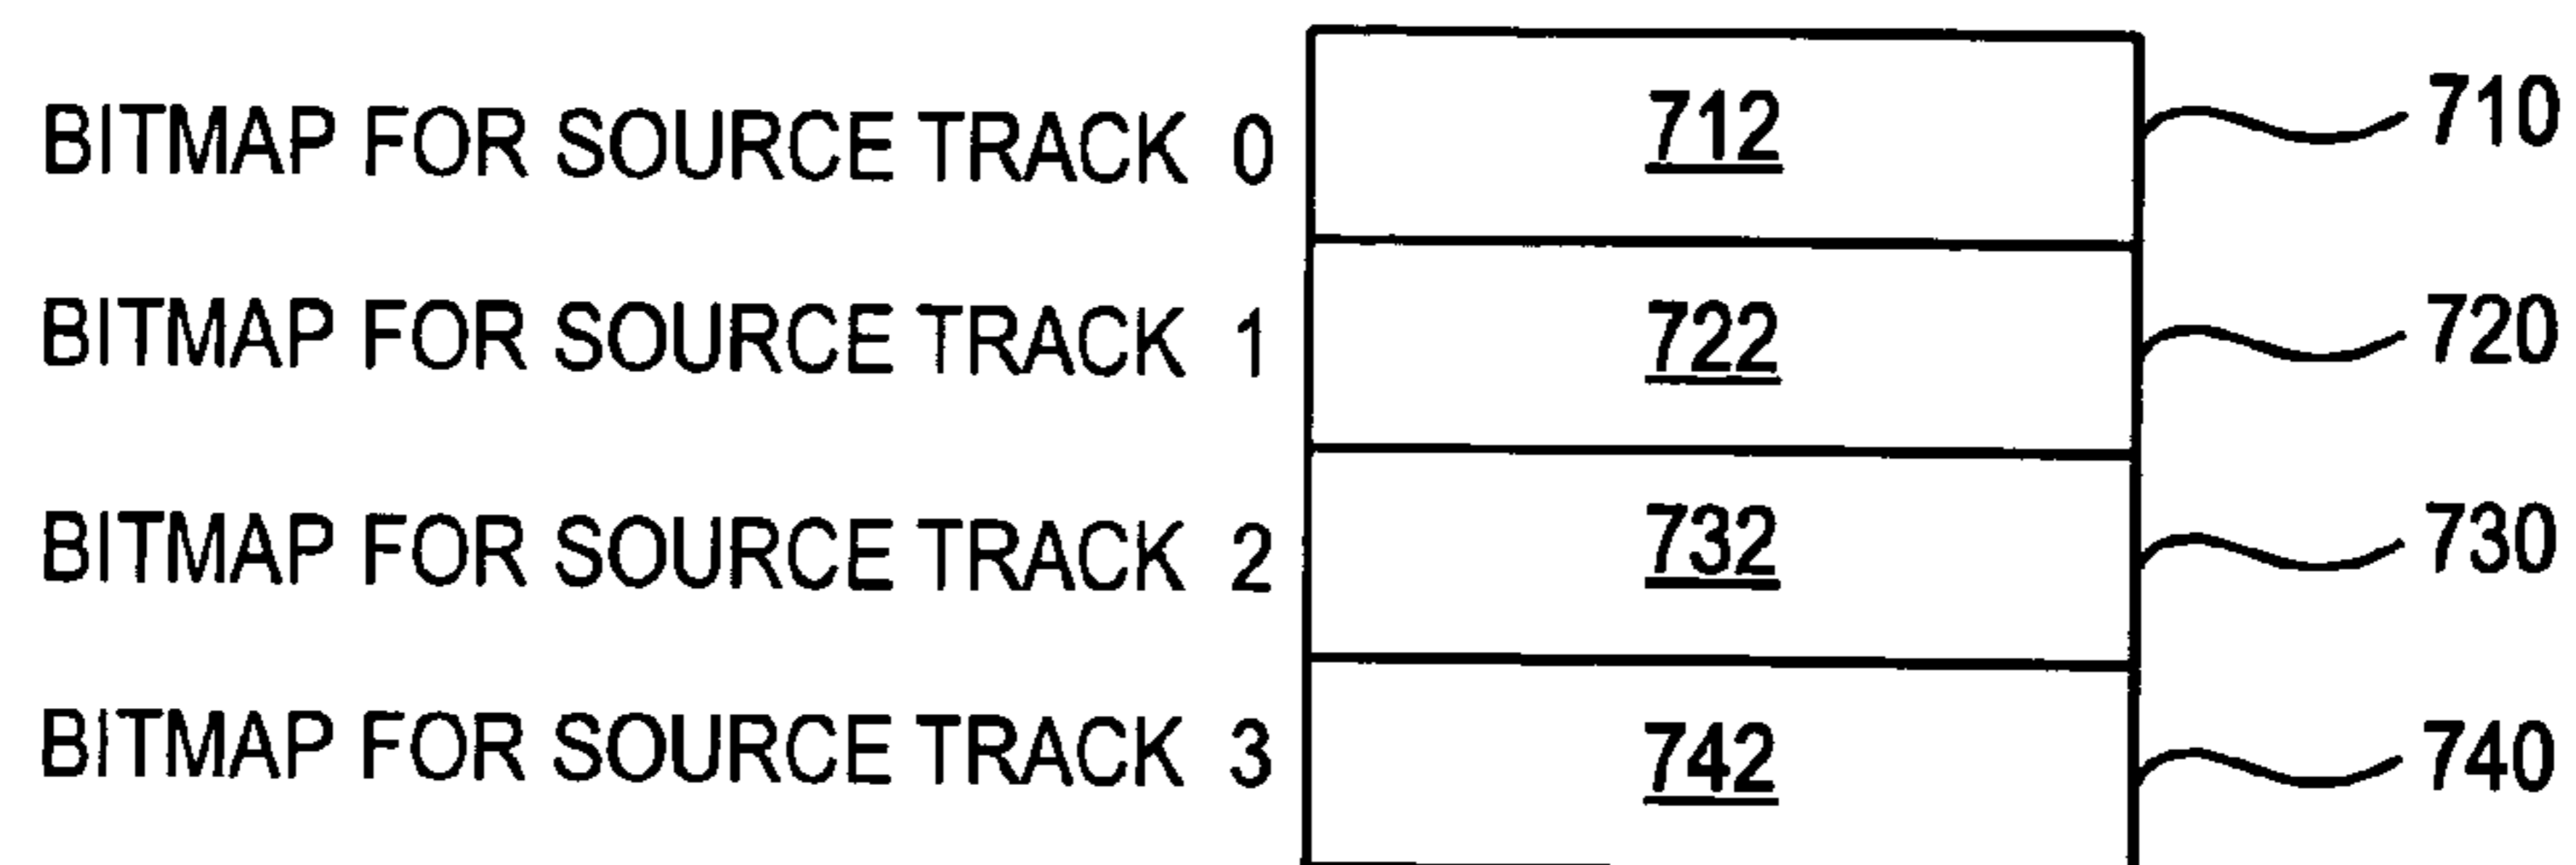 BITMAP FOR SOURCE TRACK 0 712 710
BITMAP FOR SOURCE TRACK 1 722 720
BITMAP FOR SOURCE TRACK 2 732 730
BITMAP FOR SOURCE TRACK 3 742 740